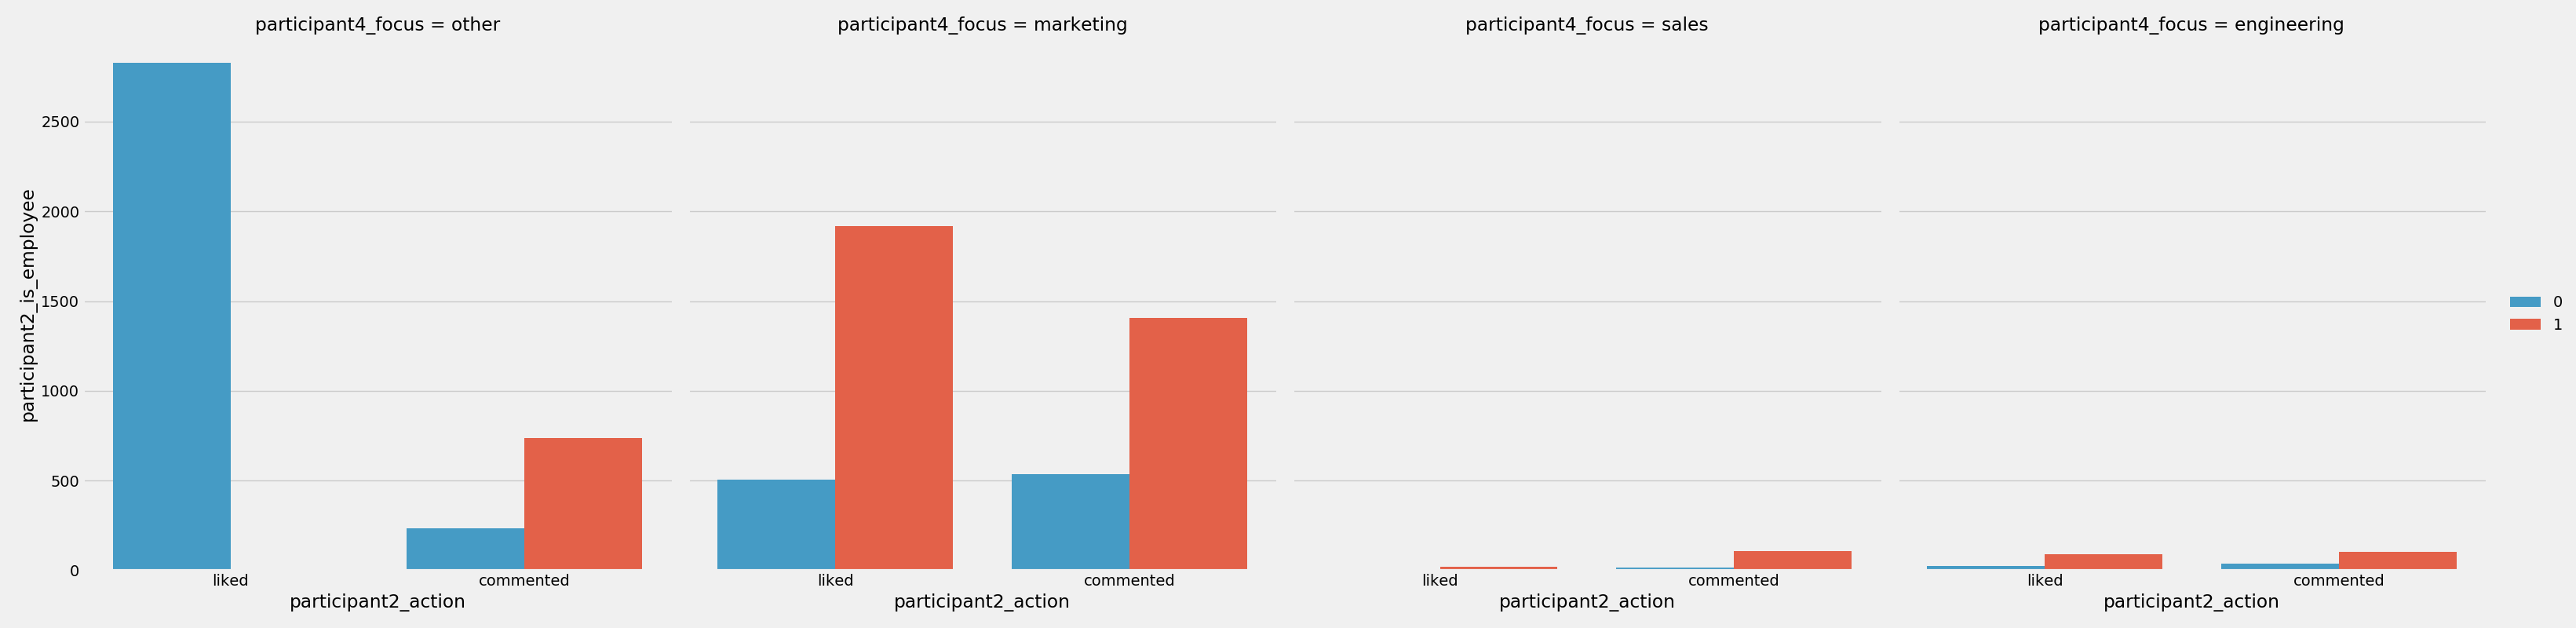 participant4_focus = other
participant4_focus = marketing
participant4_focus = sales
participant4_focus = engineering
participant2_is_employee
2500
2000
1500
1000
500
0
0
1
liked
commented
liked
commented
liked
commented
liked
commented
participant2_action
participant2_action
participant2_action
participant2_action